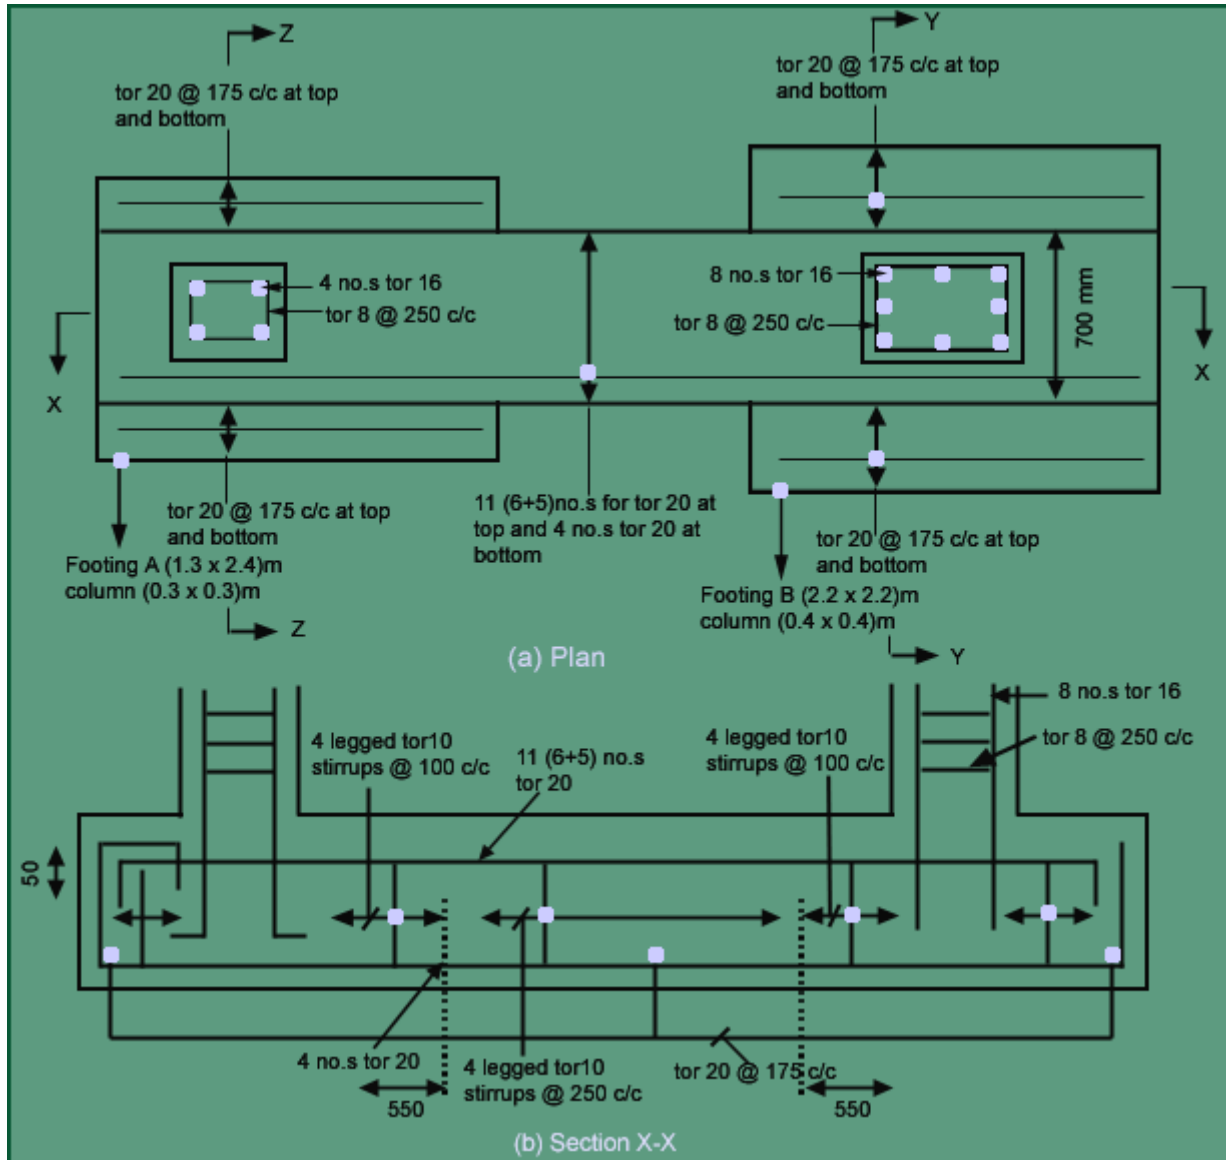 Z
Y
tor 20 @ 175 c/c at top
and bottom
tor 20 @ 175 c/c at top
and bottom
4 no.s tor 16
tor 8 @ 250 c/c
8 no.s tor 16
tor 8 @ 250 c/c
700 mm
X
X
tor 20 @ 175 c/c at top
and bottom
11 (6+5)no.s for tor 20 at
top and 4 no.s tor 20 at
bottom
tor 20 @ 175 c/c at top
and bottom
Footing A (1.3 x 2.4)m
column (0.3 x 0.3)m
Footing B (2.2 x 2.2)m
column (0.4 x 0.4)m
Z
Y
(a) Plan
8 no.s tor 16
tor 8 @ 250 c/c
4 legged tor10
stirrups @ 100 c/c
11 (6+5) no.s
tor 20
4 legged tor10
stirrups @ 100 c/c
50
4 no.s tor 20
4 legged tor10
stirrups @ 250 c/c
tor 20 @ 175 c/c
550
550
(b) Section X-X